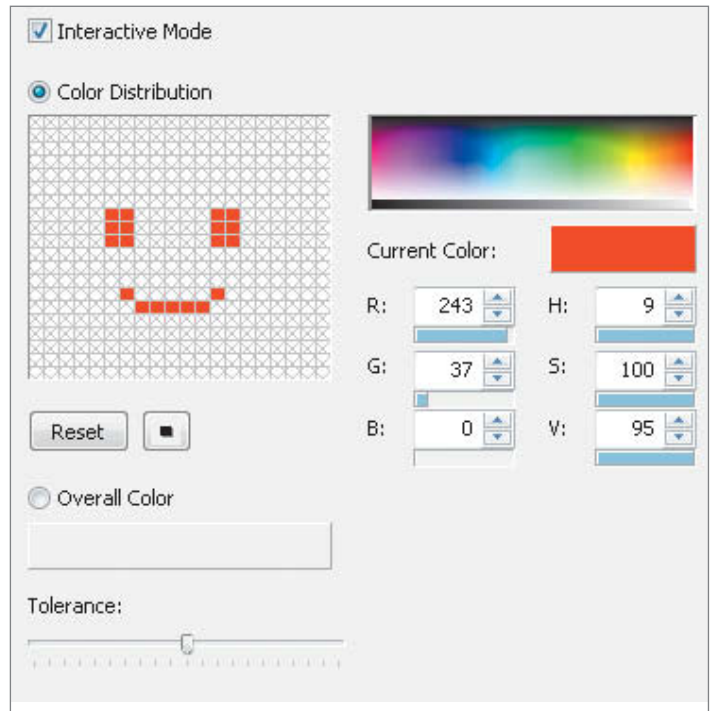 Interactive Mode
Color Distribution
Current Color:
R: 243 H: 9
G: 37 S: 100
B: 0 V: 95
Reset
Overall Color
Tolerance: